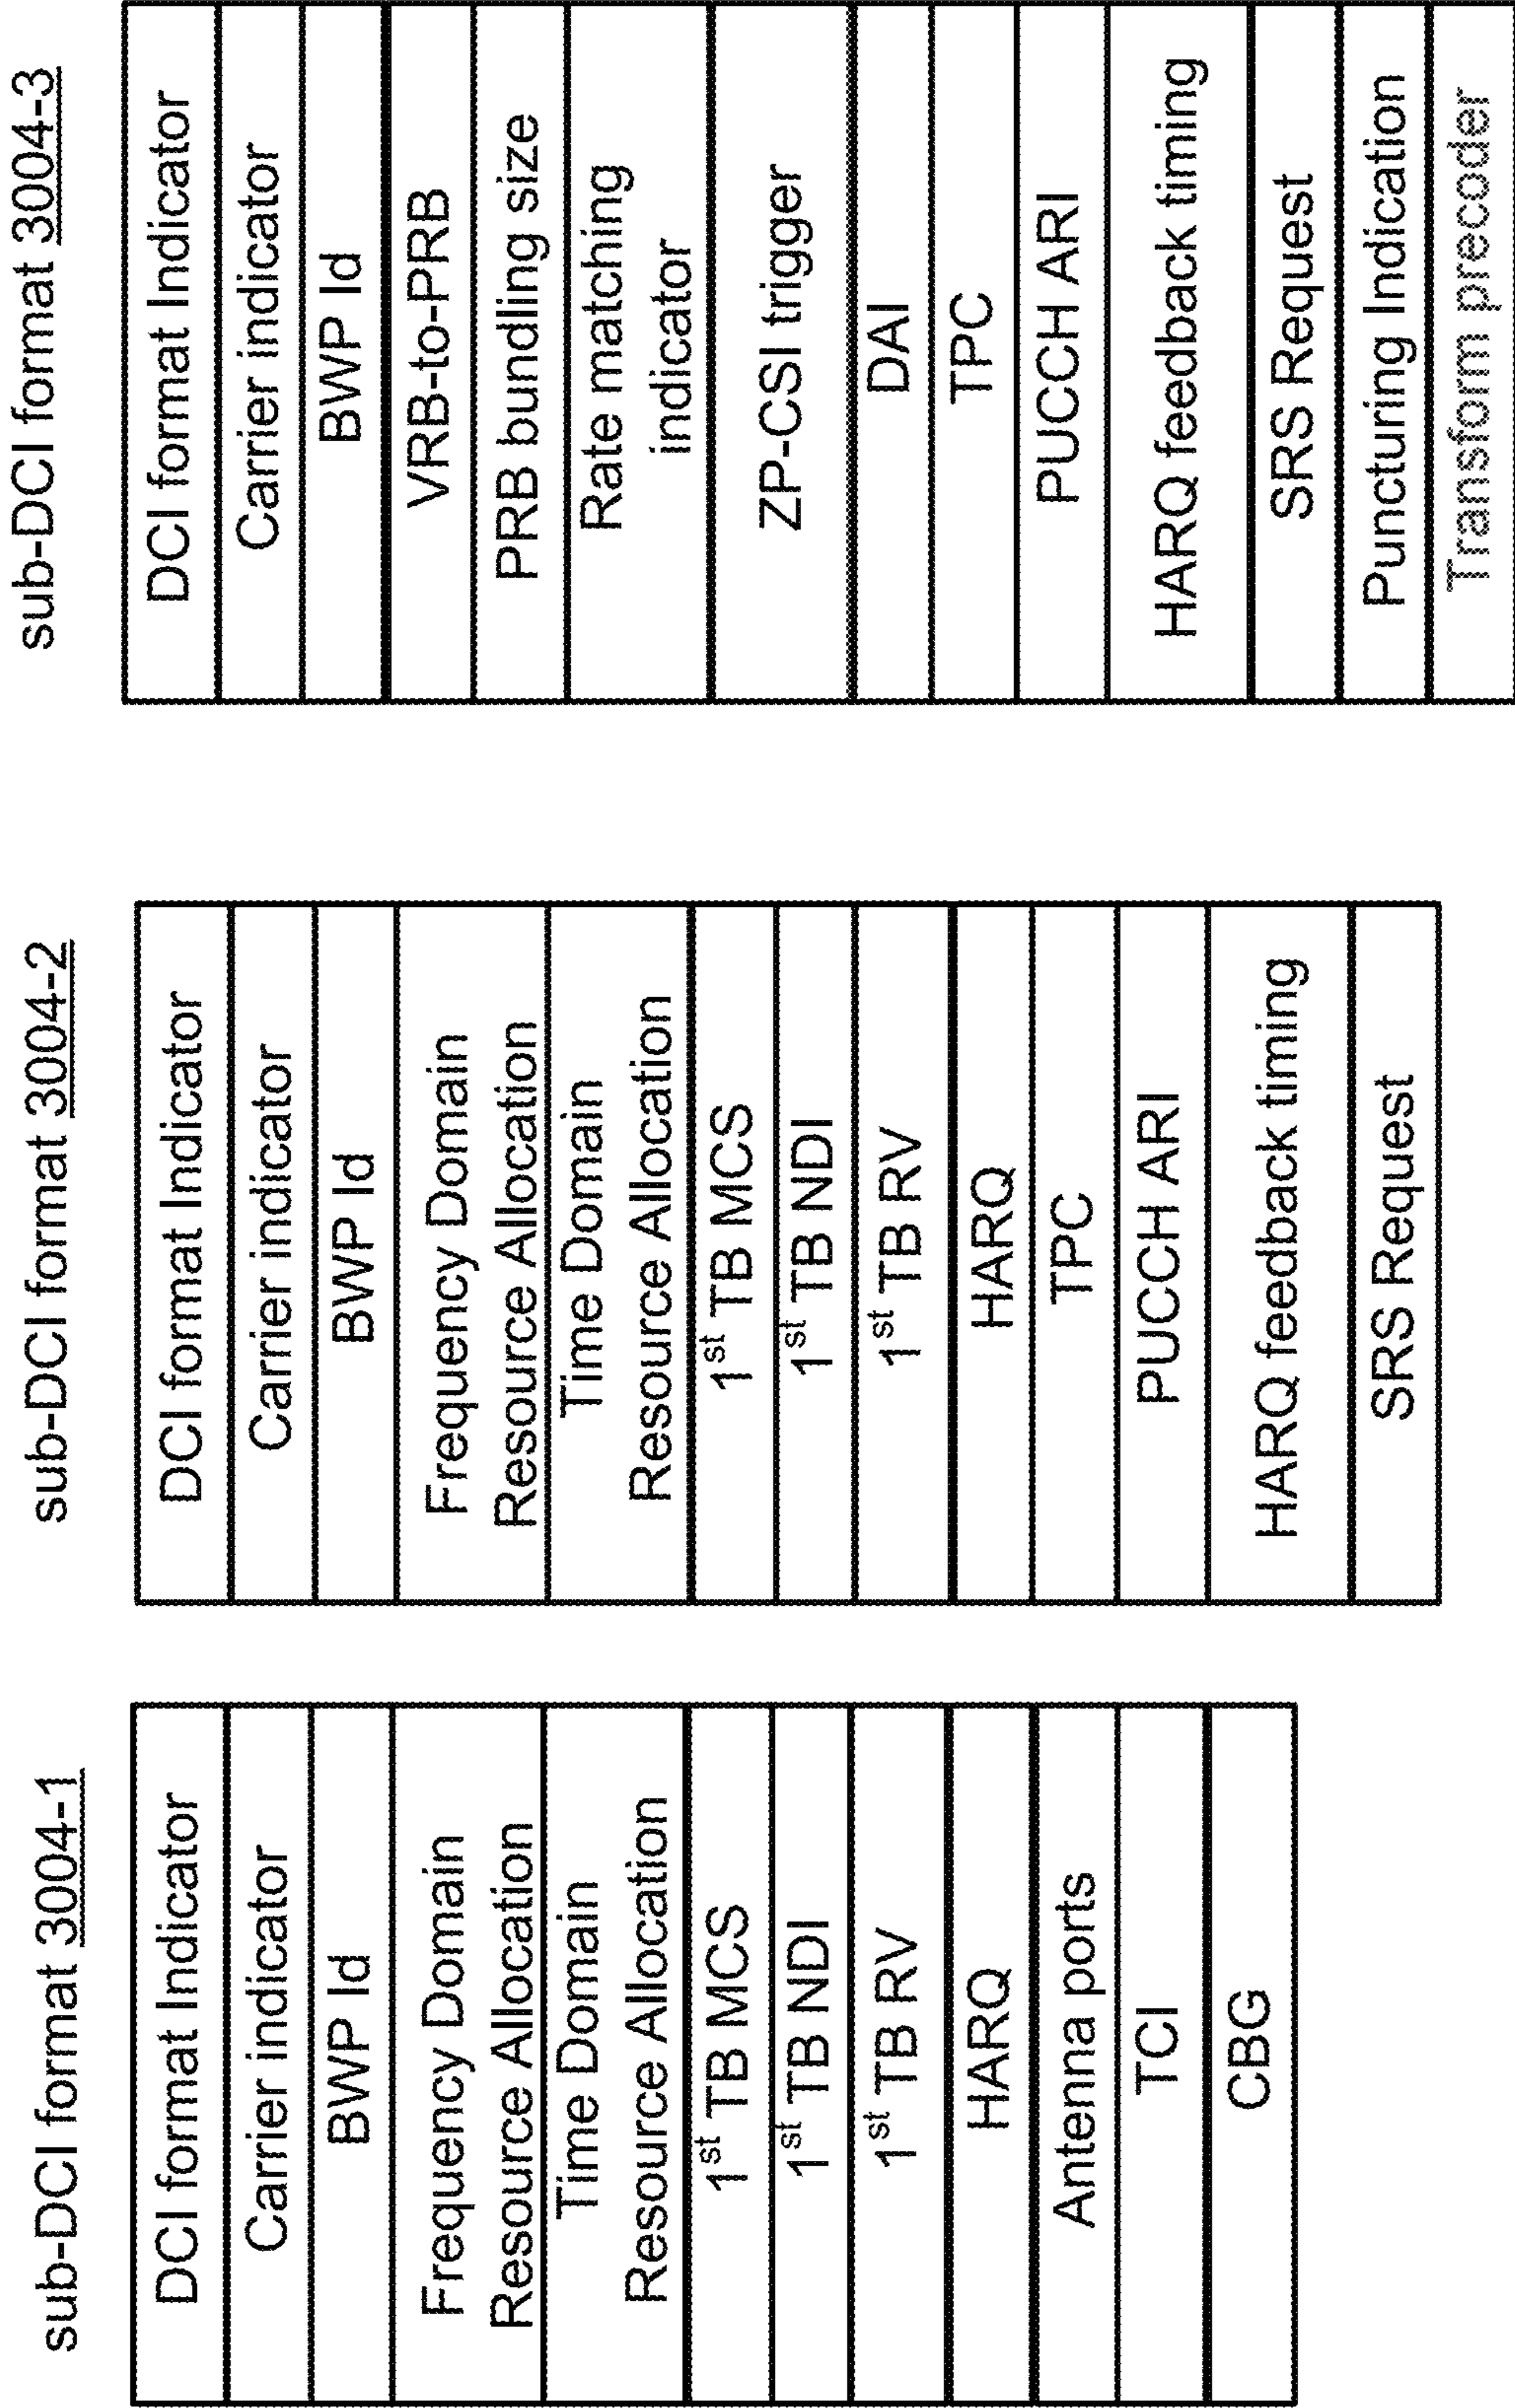 sub-DCI format 3004-1
DCI format Indicator
Carrier indicator
BWP Id
Frequency Domain
Resource Allocation
Time Domain
Resource Allocation
1st TB MCS
1st TB NDI
1st TB RV
HARQ
Antenna ports
TCI
CBG
sub-DCI format 3004-2
DCI format Indicator
Carrier indicator
BWP Id
Frequency Domain
Resource Allocation
Time Domain
Resource Allocation
1st TB MCS
1st TB NDI
1st TB RV
HARQ
TPC
PUCCH ARI
HARQ feedback timing
SRS Request
sub-DCI format 3004-3
DCI format Indicator
Carrier indicator
BWP Id
VRB-to-PRB
PRB bundling size
Rate matching
indicator
ZP-CSI trigger
DAI
TPC
PUCCH ARI
HARQ feedback timing
SRS Request
Puncturing Indication
Transform precoder